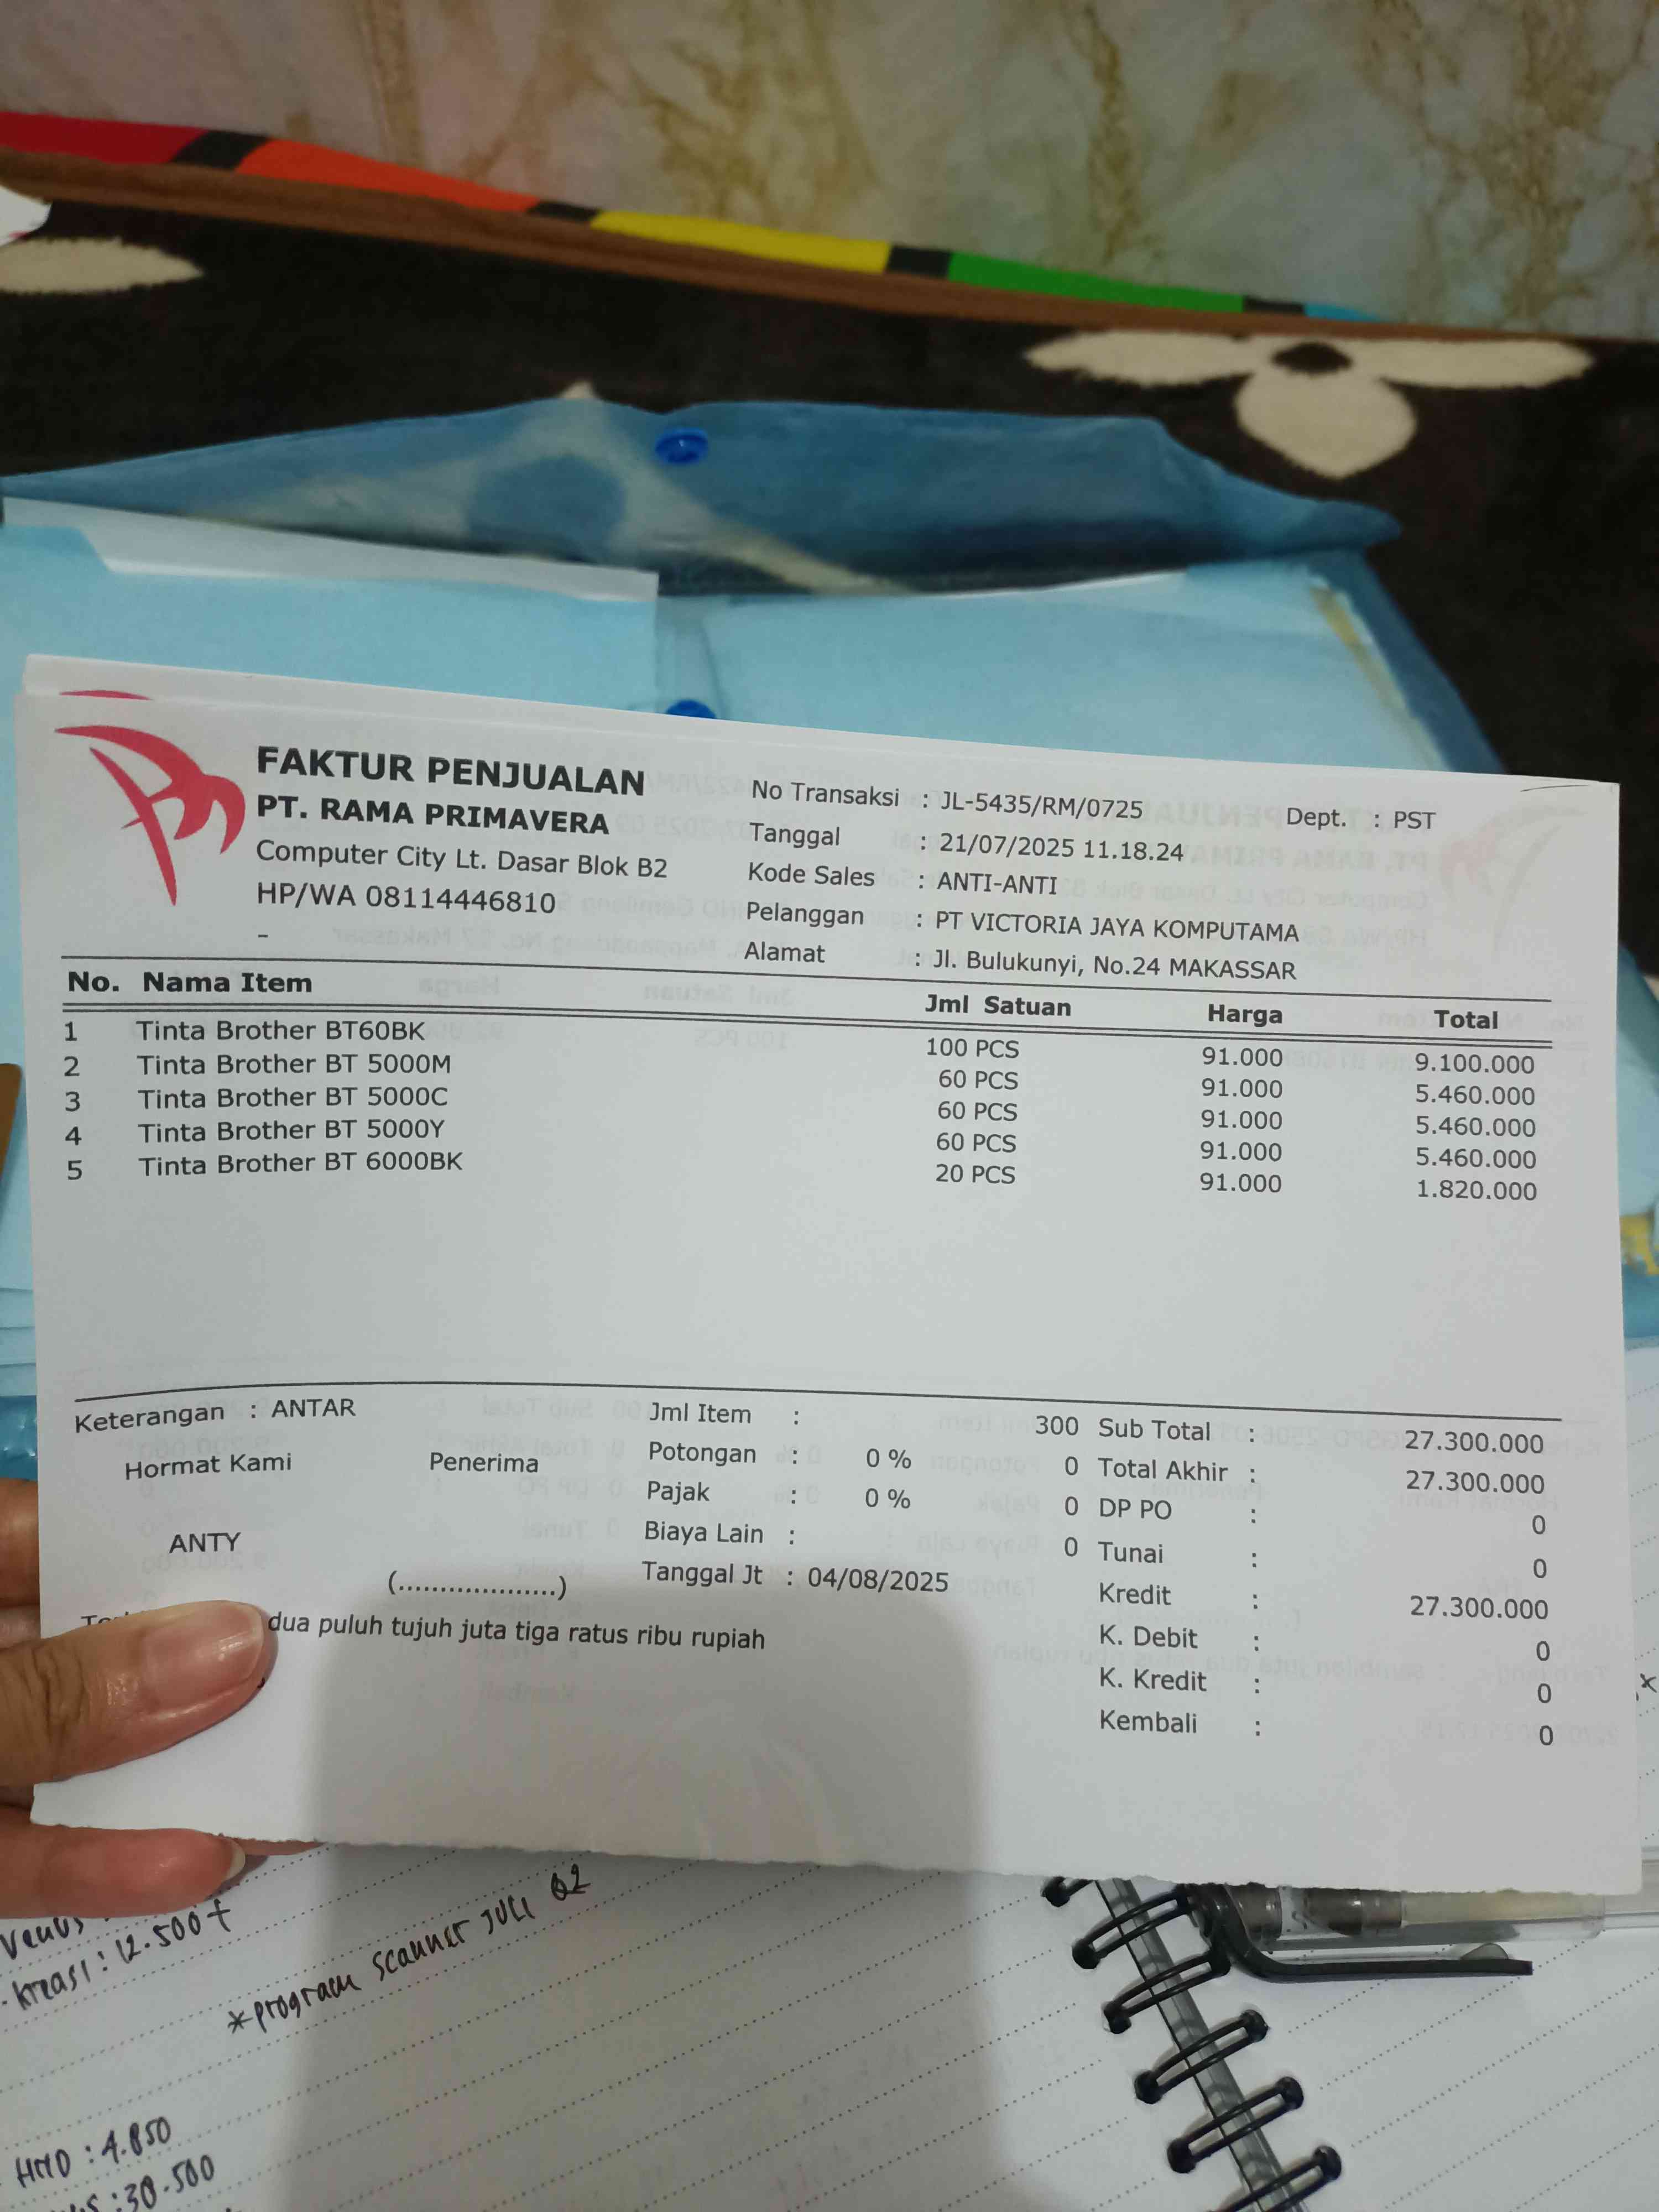 FAKTUR PENJUALAN
PT. RAMA PRIMAVERA
Computer City Lt. Dasar Blok B2
HP/WA 08114446810
-
No Transaksi : JL-5435/RM/0725 Dept. : PST
Tanggal : 21/07/2025 11.18.24
Kode Sales : ANTI-ANTI
Pelanggan : PT VICTORIA JAYA KOMPUTAMA
Alamat : Jl. Bulukunyi, No.24 MAKASSAR
No. Nama Item Jml Satuan Harga Total
1 Tinta Brother BT60BK 100 PCS 91.000 9.100.000
2 Tinta Brother BT 5000M 60 PCS 91.000 5.460.000
3 Tinta Brother BT 5000C 60 PCS 91.000 5.460.000
4 Tinta Brother BT 5000Y 60 PCS 91.000 5.460.000
5 Tinta Brother BT 6000BK 20 PCS 91.000 1.820.000
Keterangan : ANTAR
Hormat Kami Penerima
ANTY
(...................)
Jml Item : 300
Potongan : 0 % 0
Pajak : 0 % 0
Biaya Lain : 0
Tanggal Jt : 04/08/2025
Sub Total : 27.300.000
Total Akhir : 27.300.000
DP PO : 0
Tunai : 0
Kredit : 27.300.000
K. Debit : 0
K. Kredit : 0
Kembali : 0
dua puluh tujuh juta tiga ratus ribu rupiah
Venus
- kreasi : 12.500
*program scanner JULI Q2
HMD : 4.850
: 30.500